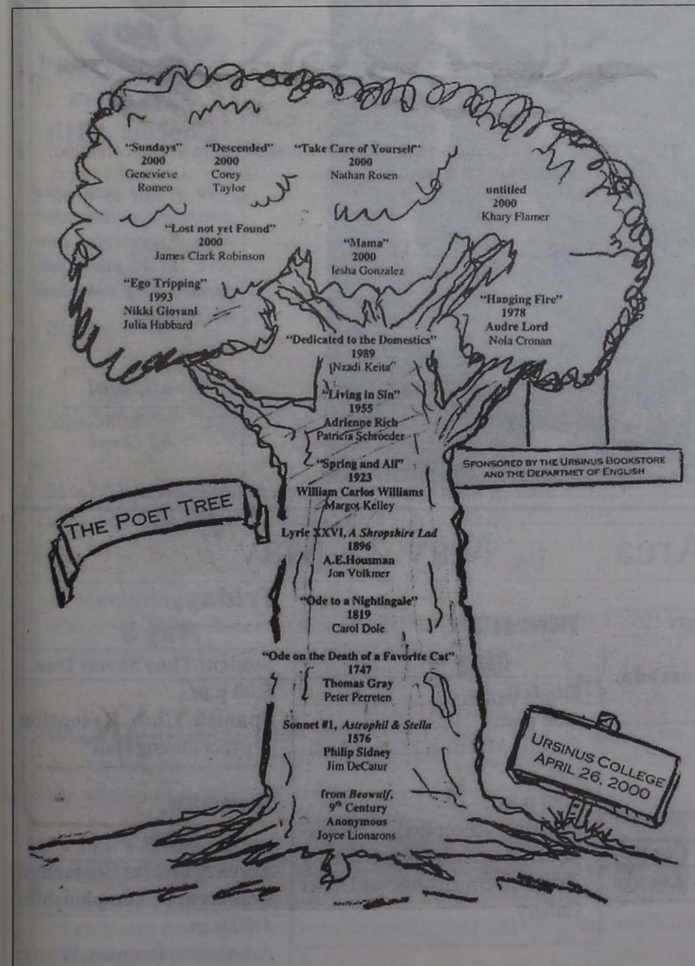 "Sundays"
2000
Genevieve
Romeo
"Descended"
2000
Corey
Taylor
"Take Care of Yourself"
2000
Nathan Rosen
untitled
2000
Khary Flamer
"Lost not yet Found"
2000
James Clark Robinson
"Mama"
2000
Iesha Gonzalez
"Ego Tripping"
1993
Nikki Giovani
Julia Hubbard
"Hanging Fire"
1978
Audre Lord
Nola Cronan
"Dedicated to the Domestics"
1989
Nzadi Keita
"Living in Sin"
1955
Adrienne Rich
Patricia Schroeder
"Spring and All"
1923
William Carlos Williams
Margot Kelley
SPONSORED BY THE URSINUS BOOKSTORE
AND THE DEPARTMET OF ENGLISH
THE POET TREE
Lyric XXVI, A Shropshire Lad
1896
A.E.Housman
Jon Volkmer
"Ode to a Nightingale"
1819
Carol Dole
"Ode on the Death of a Favorite Cat"
1747
Thomas Gray
Peter Perreten
Sonnet #1, Astrophil & Stella
1576
Philip Sidney
Jim DeCatur
URSINUS COLLEGE
APRIL 26, 2000
from Beowulf,
9th Century
Anonymous
Joyce Lionarons